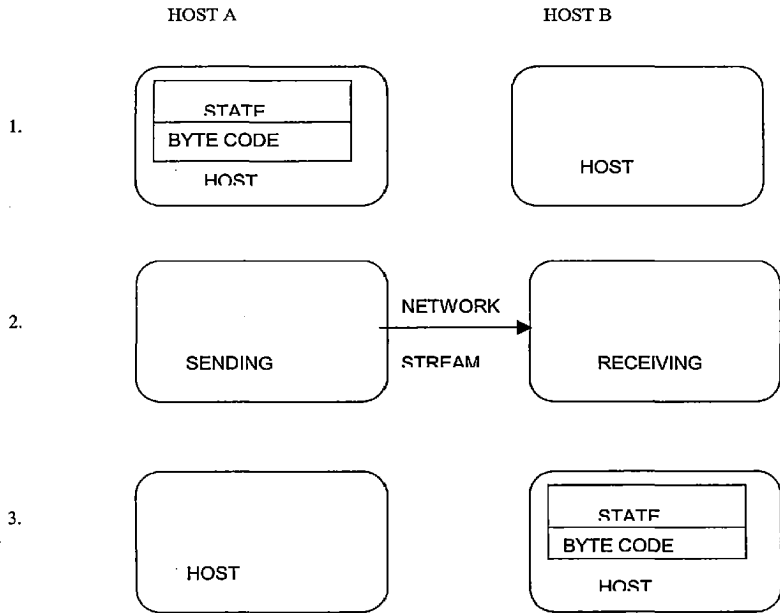 HOST A HOST B
1.
STATE
BYTE CODE
HOST
HOST
2.
NETWORK
SENDING
STREAM
RECEIVING
3.
STATE
BYTE CODE
HOST
HOST